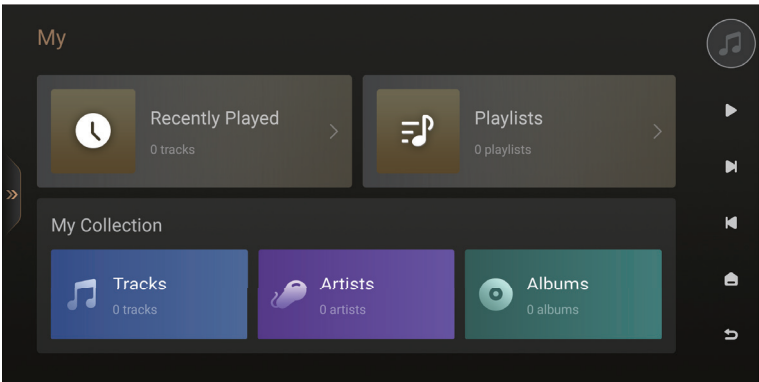 My
Recently Played
0 tracks
Playlists
0 playlists
My Collection
Tracks
0 tracks
Artists
0 artists
Albums
0 albums